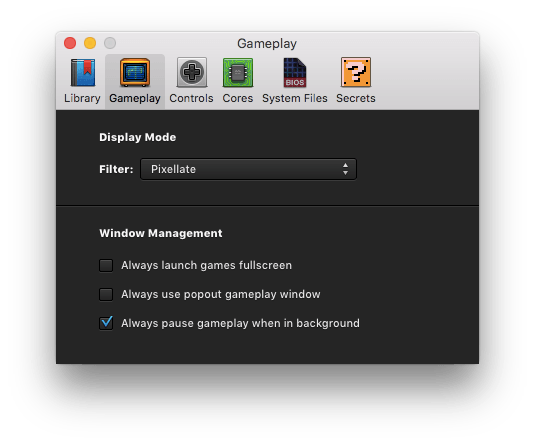 Gameplay
Library Gameplay Controls Cores System Files Secrets
BIOS
Display Mode
Filter: Pixellate
Window Management
Always launch games fullscreen
Always use popout gameplay window
Always pause gameplay when in background